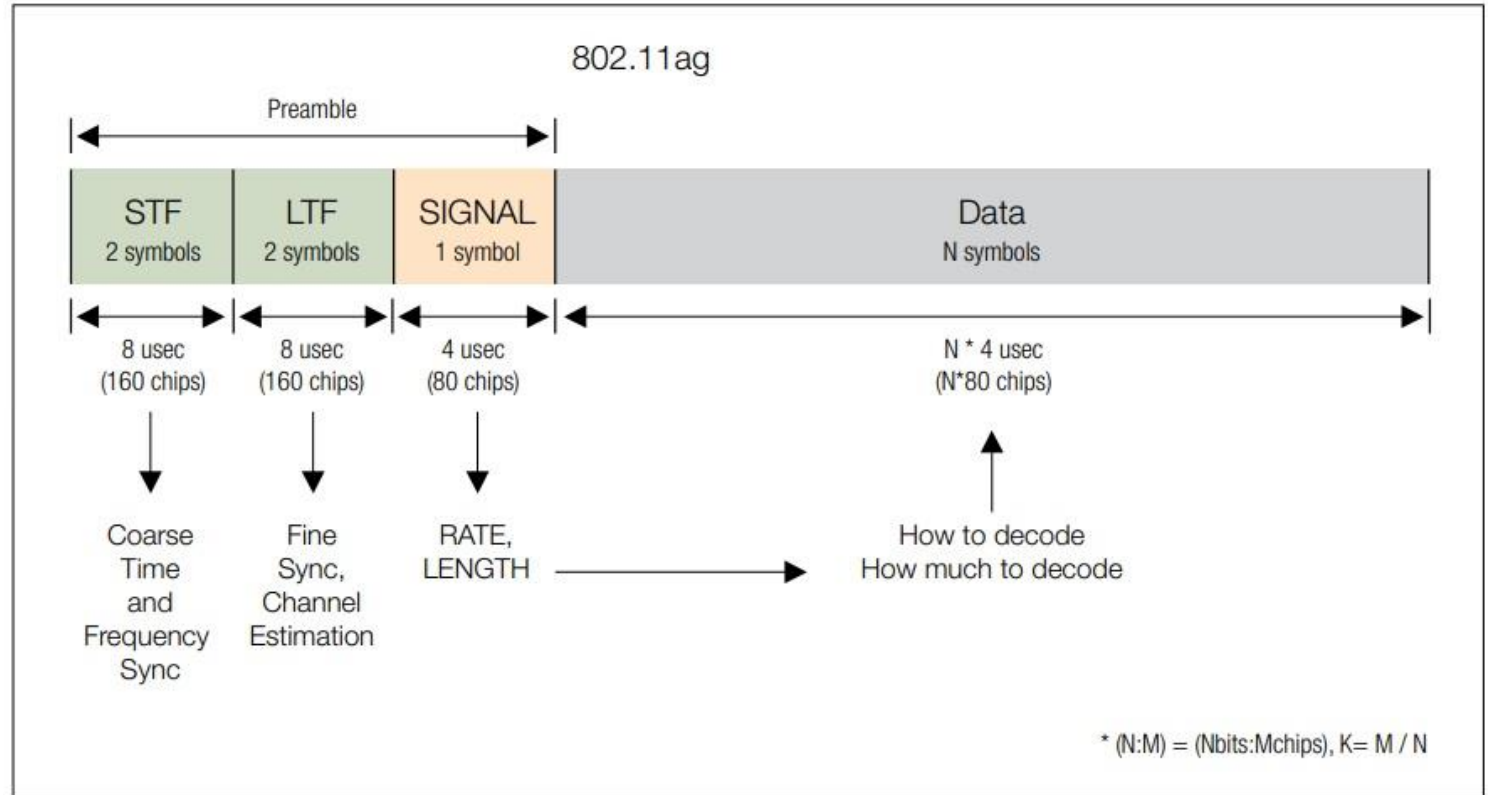 802.11ag
Preamble
STF
2 symbols
LTF
2 symbols
SIGNAL
1 symbol
Data
N symbols
8 usec
(160 chips)
8 usec
(160 chips)
4 usec
(80 chips)
N * 4 usec
(N*80 chips)
Coarse
Time
and
Frequency
Sync
Fine
Sync,
Channel
Estimation
RATE,
LENGTH
How to decode
How much to decode
* (N:M) = (Nbits:Mchips), K= M / N